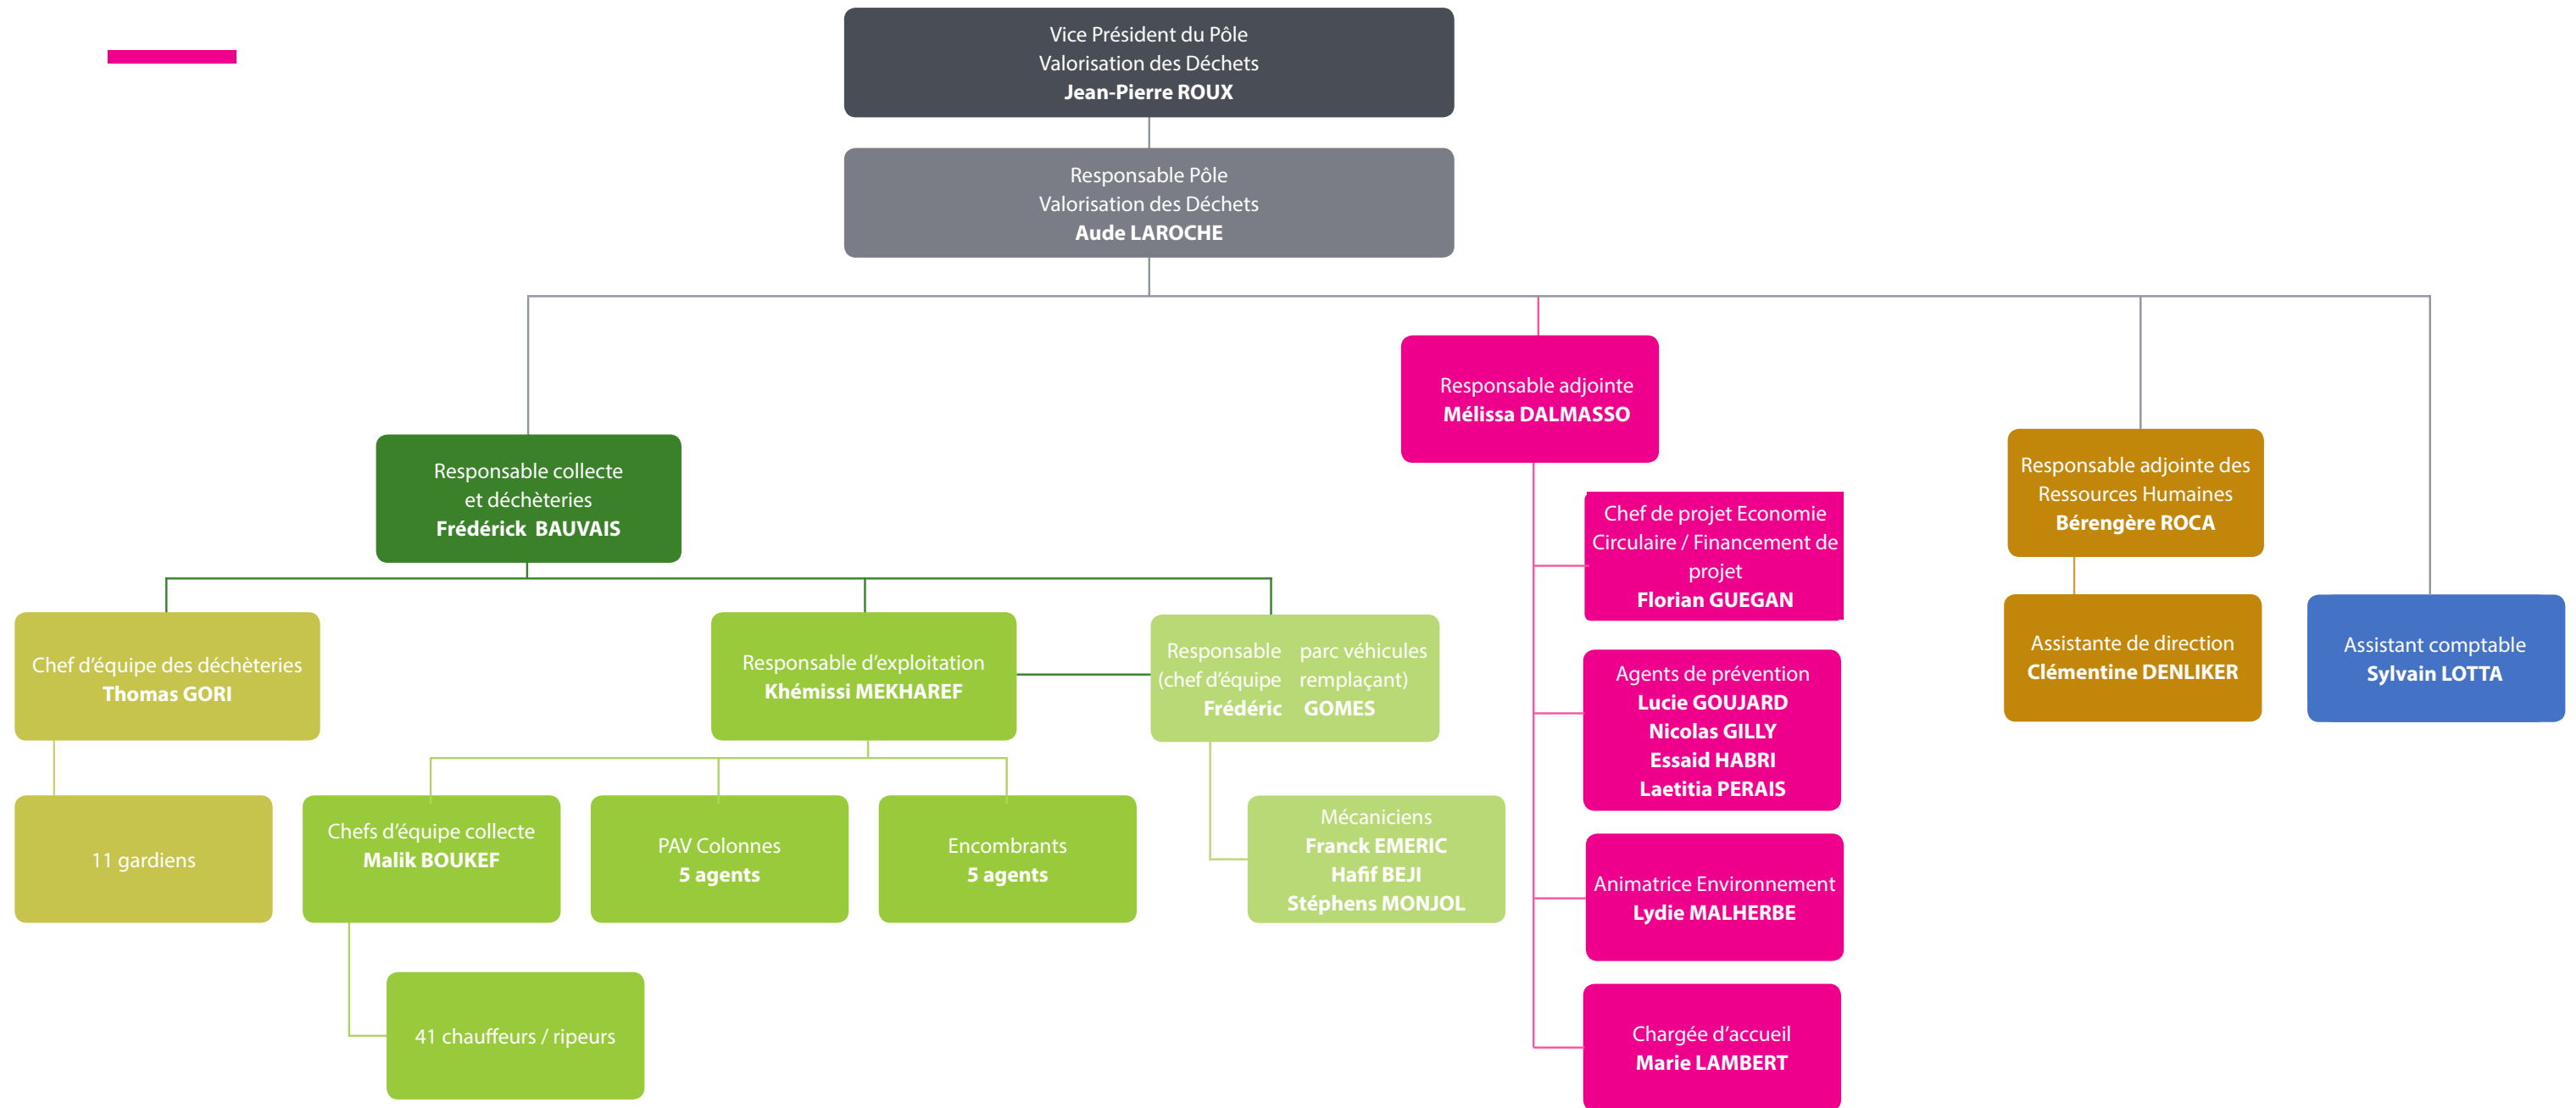 Vice Président du Pôle
Valorisation des Déchets
Jean-Pierre ROUX
Responsable Pôle
Valorisation des Déchets
Aude LAROCHE
Responsable collecte
et déchèteries
Frédérick BAUVAIS
Chef d’équipe des déchèteries
Thomas GORI
11 gardiens
Responsable d’exploitation
Khémissi MEKHAREF
Chefs d’équipe collecte
Malik BOUKEF
41 chauffeurs / ripeurs
PAV Colonnes
5 agents
Encombrants
5 agents
Responsable parc véhicules
(chef d’équipe remplaçant)
Frédéric GOMES
Mécaniciens
Franck EMERIC
Hafif BEJI
Stéphens MONJOL
Responsable adjointe
Mélissa DALMASSO
Chef de projet Economie
Circulaire / Financement de
projet
Florian GUEGAN
Agents de prévention
Lucie GOUJARD
Nicolas GILLY
Essaid HABRI
Laetitia PERAIS
Animatrice Environnement
Lydie MALHERBE
Chargée d’accueil
Marie LAMBERT
Responsable adjointe des
Ressources Humaines
Bérengère ROCA
Assistante de direction
Clémentine DENLIKER
Assistant comptable
Sylvain LOTTA